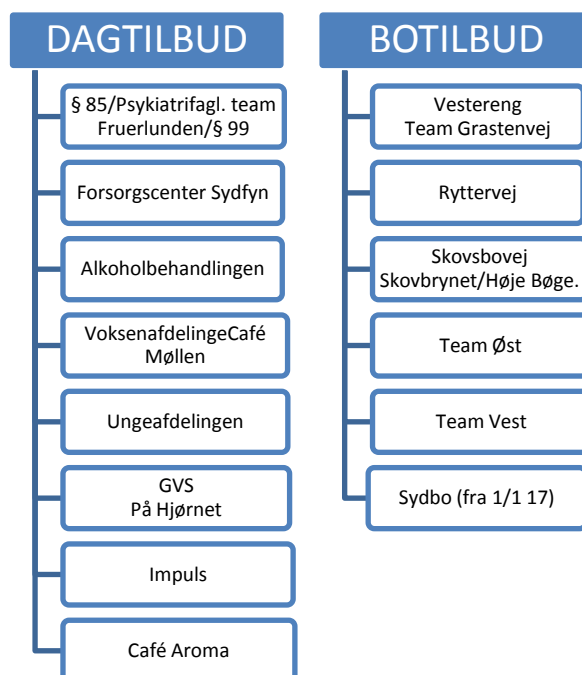 DAGTILBUD
§ 85/Psykiatrifagl. team
Fruerlunden/§ 99
Forsorgscenter Sydfyn
Alkoholbehandlingen
VoksenafdelingeCafé
Møllen
Ungeafdelingen
GVS
På Hjørnet
Impuls
Café Aroma
BOTILBUD
Vestereng
Team Grastenvej
Ryttervej
Skovsbovej
Skovbrynet/Høje Bøge.
Team Øst
Team Vest
Sydbo (fra 1/1 17)